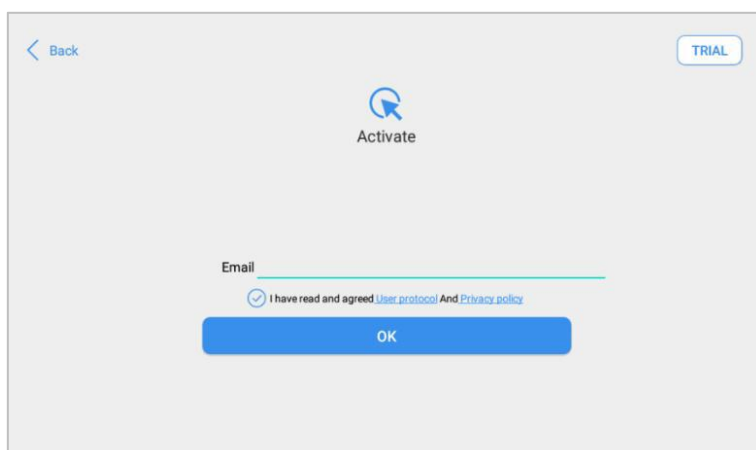 Back
TRIAL
Activate
Email
I have read and agreed User protocol And Privacy policy
OK